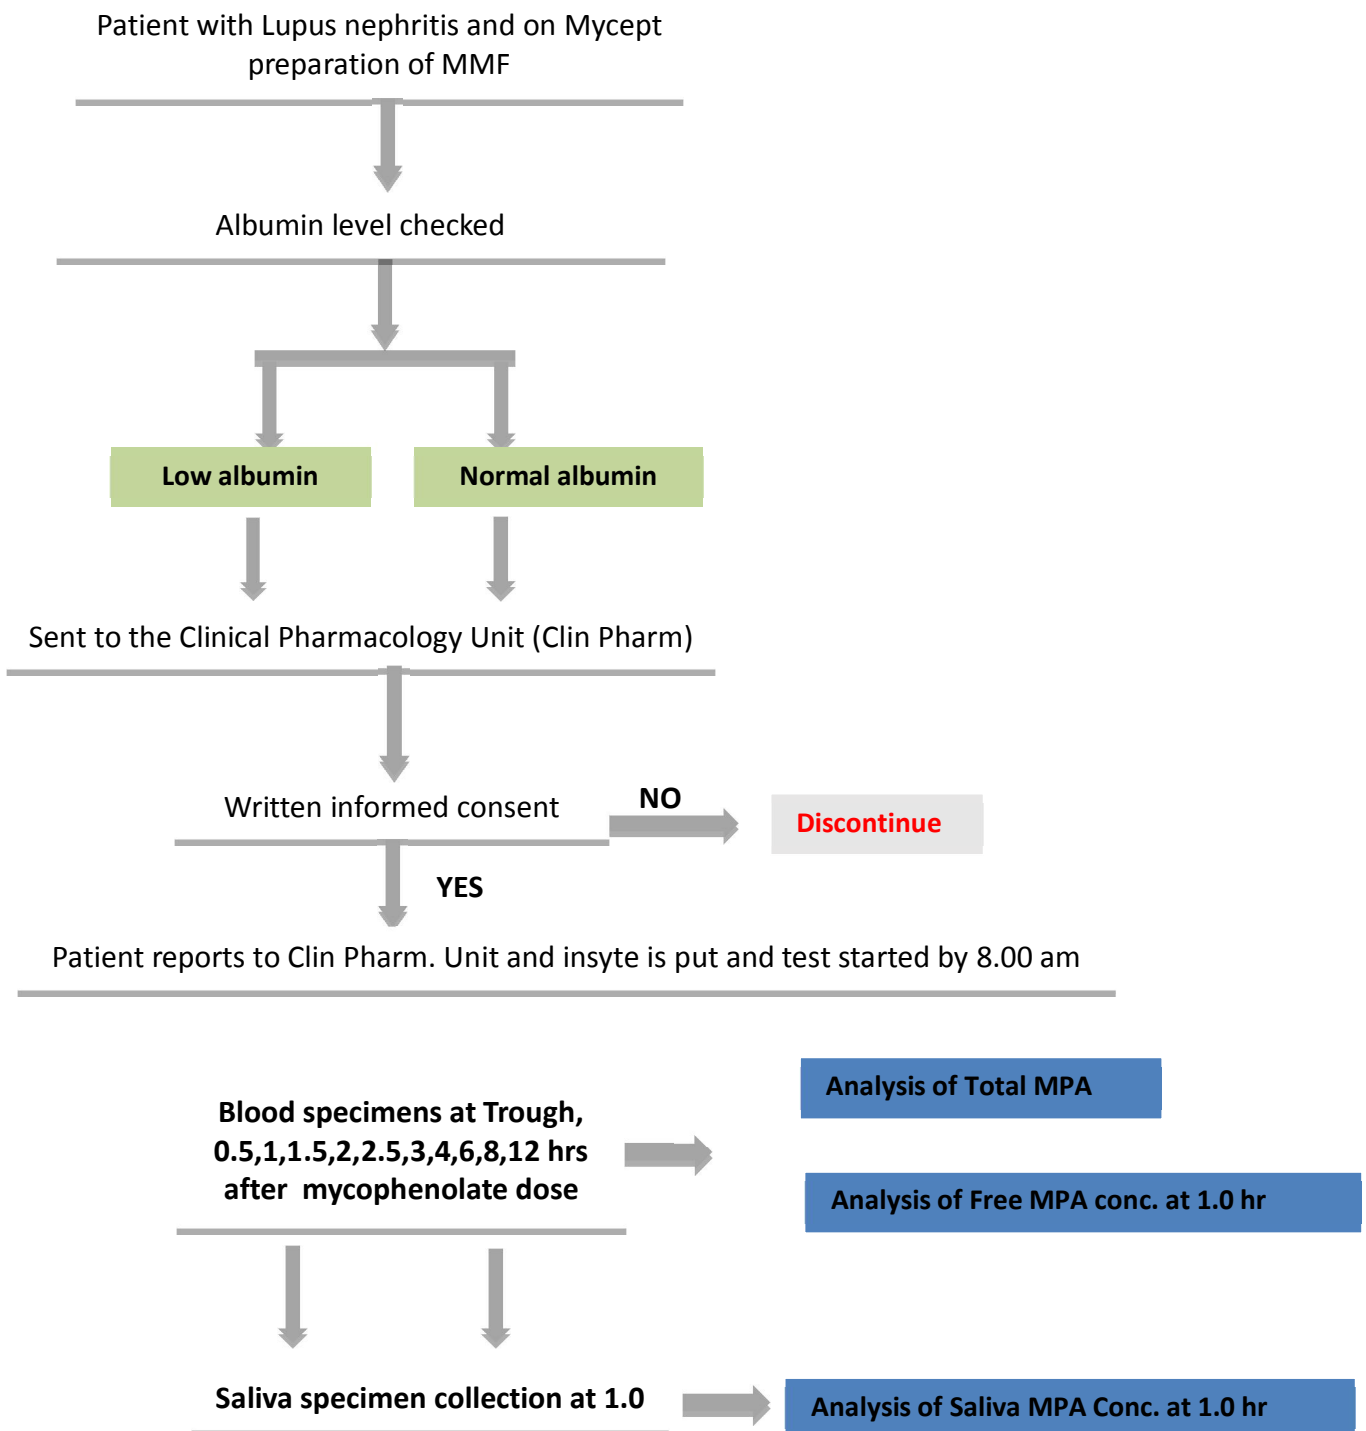 Patient with Lupus nephritis and on Mycept
preparation of MMF
Albumin level checked
Low albumin
Normal albumin
Sent to the Clinical Pharmacology Unit (Clin Pharm)
Written informed consent
NO
Discontinue
YES
Patient reports to Clin Pharm. Unit and insyte is put and test started by 8.00 am
Blood specimens at Trough,
0.5,1,1.5,2,2.5,3,4,6,8,12 hrs
after mycophenolate dose
Analysis of Total MPA
Analysis of Free MPA conc. at 1.0 hr
Saliva specimen collection at 1.0
Analysis of Saliva MPA Conc. at 1.0 hr